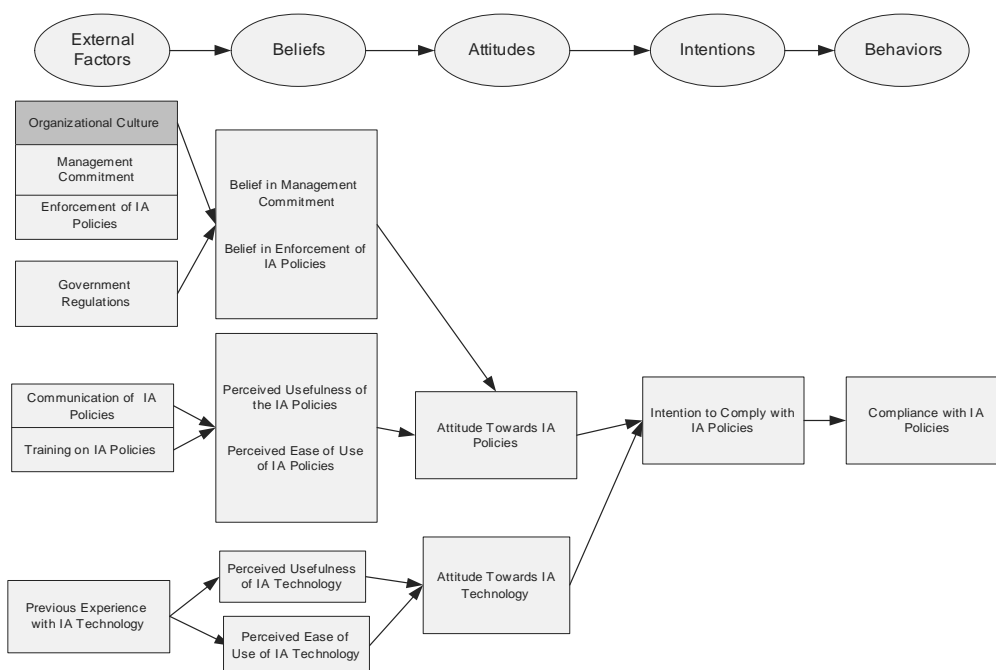 External
Factors
Beliefs
Attitudes
Intentions
Behaviors
Organizational Culture
Management
Commitment
Enforcement of IA
Policies
Government
Regulations
Belief in Management
Commitment
Belief in Enforcement of
IA Policies
Communication of IA
Policies
Training on IA Policies
Perceived Usefulness of
the IA Policies
Perceived Ease of Use
of IA Policies
Attitude Towards IA
Policies
Intention to Comply with
IA Policies
Compliance with IA
Policies
Previous Experience
with IA Technology
Perceived Usefulness
of IA Technology
Perceived Ease of
Use of IA Technology
Attitude Towards IA
Technology